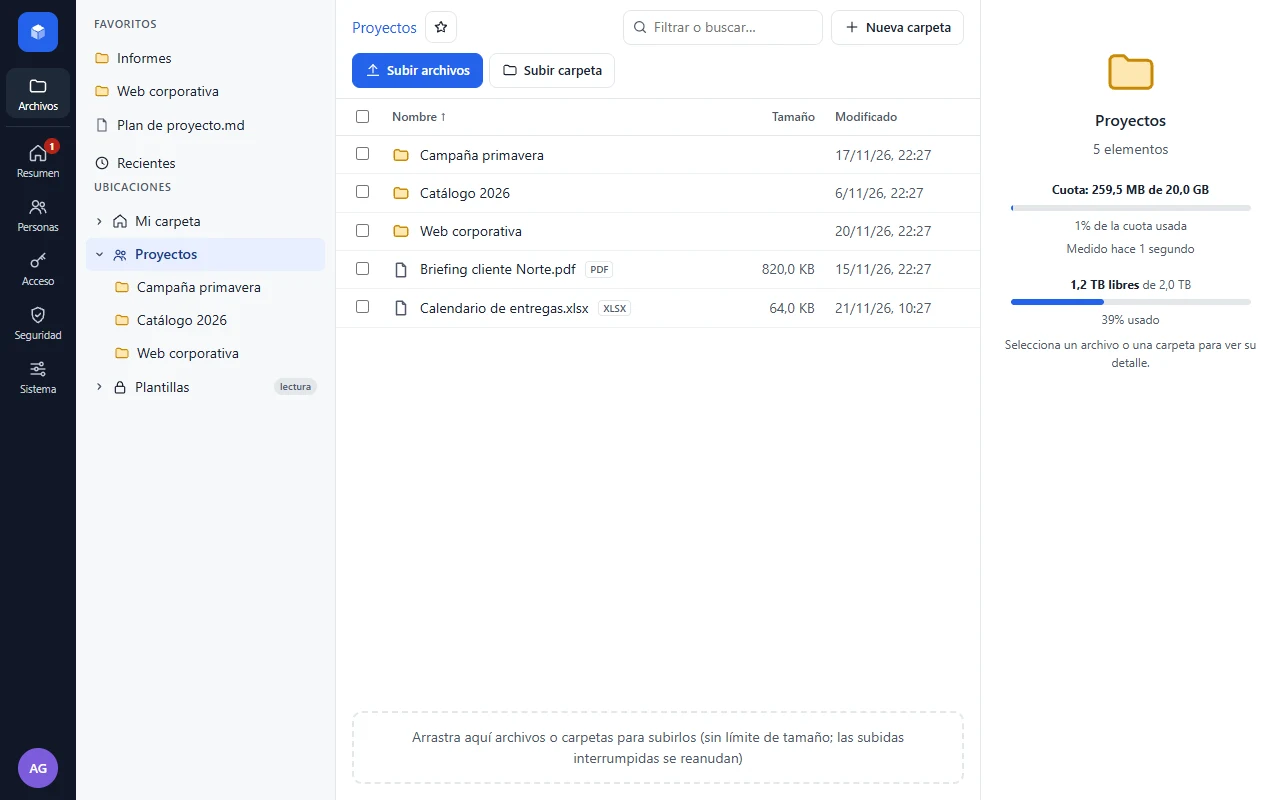 Archivos
1
Resumen
Personas
Acceso
Seguridad
Sistema
AG
FAVORITOS
Informes
Web corporativa
Plan de proyecto.md
Recientes
UBICACIONES
Mi carpeta
Proyectos
Campaña primavera
Catálogo 2026
Web corporativa
Plantillas lectura
Proyectos
Filtrar o buscar...
Nueva carpeta
Subir archivos
Subir carpeta
Nombre ↑ Tamaño Modificado
Campaña primavera 17/11/26, 22:27
Catálogo 2026 6/11/26, 22:27
Web corporativa 20/11/26, 22:27
Briefing cliente Norte.pdf PDF 820,0 KB 15/11/26, 22:27
Calendario de entregas.xlsx XLSX 64,0 KB 21/11/26, 10:27
Arrastra aquí archivos o carpetas para subirlos (sin límite de tamaño; las subidas
interrumpidas se reanudan)
Proyectos
5 elementos
Cuota: 259,5 MB de 20,0 GB
1% de la cuota usada
Medido hace 1 segundo
1,2 TB libres de 2,0 TB
39% usado
Selecciona un archivo o una carpeta para ver su
detalle.